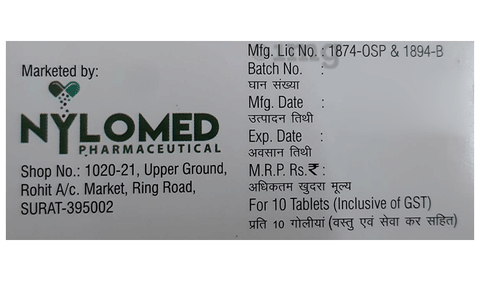 Marketed by:
NYLOMED
PHARMACEUTICAL
Shop No.: 1020-21, Upper Ground,
Rohit A/c. Market, Ring Road,
SURAT-395002
Mfg. Lic No. : 1874-OSP & 1894-B
Batch No. :
घान संख्या
Mfg. Date :
उत्पादन तिथी
Exp. Date :
अवसान तिथी
M.R.P. Rs.₹ :
अधिकतम खुदरा मूल्य
For 10 Tablets (Inclusive of GST)
प्रति 10 गोलीयां (वस्तु एवं सेवा कर सहित)